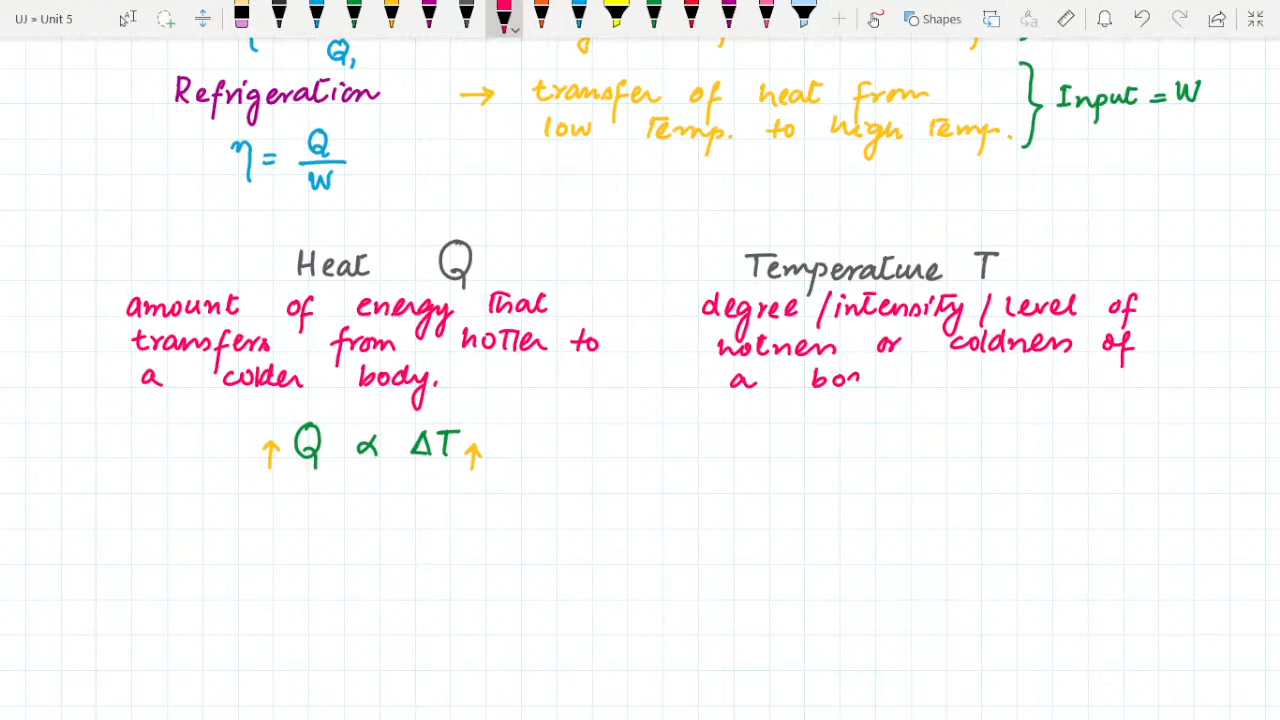 UJ » Unit 5
Shapes
Q₁
Refrigeration → transfer of heat from
low Temp. to high Temp. } Input = W
η = Q/W
Heat Q
amount of energy that
transfers from hotter to
a colder body.
↑ Q ∝ ΔT ↑
Temperature T
degree /intensity / level of
hotness or coldness of
a bo